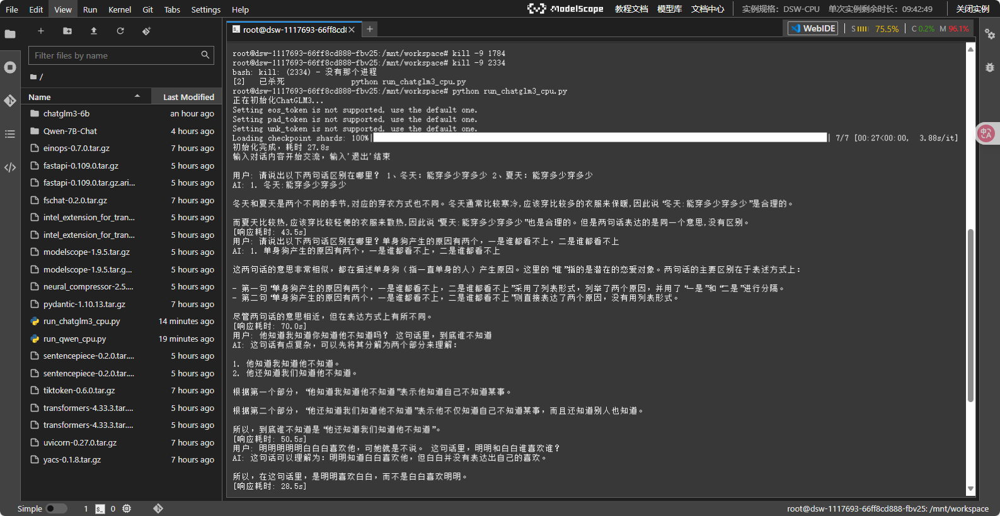 File Edit View Run Kernel Git Tabs Settings Help
ModelScope 教程文档 模型库 文档中心 实例规格：DSW-CPU 单次实例剩余时长：09:42:49 关闭实例
root@dsw-1117693-66ff8cd8
WebIDE S 75.5% C 0.2% M 96.1%
Filter files by name
/
Name Last Modified
chatglm3-6b an hour ago
Qwen-7B-Chat 4 hours ago
einops-0.7.0.tar.gz 7 hours ago
fastapi-0.109.0.tar.gz 5 hours ago
fastapi-0.109.0.tar.gz.ari... 5 hours ago
fschat-0.2.0.tar.gz 7 hours ago
intel_extension_for_tran... 5 hours ago
intel_extension_for_tran... 5 hours ago
modelscope-1.9.5.tar.gz 5 hours ago
modelscope-1.9.5.tar.g... 5 hours ago
neural_compressor-2.5.... 5 hours ago
pydantic-1.10.13.tar.gz 7 hours ago
run_chatglm3_cpu.py 14 minutes ago
run_qwen_cpu.py 19 minutes ago
sentencepiece-0.2.0.tar.... 5 hours ago
sentencepiece-0.2.0.tar.... 5 hours ago
tiktoken-0.6.0.tar.gz 7 hours ago
transformers-4.33.3.tar.... 5 hours ago
transformers-4.33.3.tar.... 5 hours ago
uvicorn-0.27.0.tar.gz 7 hours ago
yacs-0.1.8.tar.gz 7 hours ago
root@dsw-1117693-66ff8cd888-fbv25:/mnt/workspace# kill -9 1784
root@dsw-1117693-66ff8cd888-fbv25:/mnt/workspace# kill -9 2334
bash: kill: (2334) - 没有那个进程
[2] 已杀死 python run_chatglm3_cpu.py
root@dsw-1117693-66ff8cd888-fbv25:/mnt/workspace# python run_chatglm3_cpu.py
正在初始化ChatGLM3...
Setting eos_token is not supported, use the default one.
Setting pad_token is not supported, use the default one.
Setting unk_token is not supported, use the default one.
Loading checkpoint shards: 100%| | 7/7 [00:27<00:00, 3.88s/it]
初始化完成，耗时 27.8s
输入对话内容开始交流，输入'退出'结束
用户: 请说出以下两句话区别在哪里？ 1、冬天：能穿多少穿多少 2、夏天：能穿多少穿多少
AI: 1. 冬天:能穿多少穿多少
冬天和夏天是两个不同的季节,对应的穿衣方式也不同。冬天通常比较寒冷,应该穿比较多的衣服来保暖,因此说“冬天:能穿多少穿多少”是合理的。
而夏天比较热,应该穿比较轻便的衣服来散热,因此说“夏天:能穿多少穿多少”也是合理的。但是两句话表达的是同一个意思,没有区别。
[响应耗时: 43.5s]
用户: 请说出以下两句话区别在哪里？单身狗产生的原因有两个，一是谁都看不上，二是谁都看不上
AI: 1. 单身狗产生的原因有两个，一是谁都看不上，二是谁都看不上
这两句话的意思非常相似，都在描述单身狗（指一直单身的人）产生原因。这里的“谁”指的是潜在的恋爱对象。两句话的主要区别在于表述方式上：
- 第一句“单身狗产生的原因有两个，一是谁都看不上，二是谁都看不上”采用了列表形式，列举了两个原因，并用了“一是”和“二是”进行分隔。
- 第二句“单身狗产生的原因有两个，一是谁都看不上，二是谁都看不上”则直接表达了两个原因，没有用列表形式。
尽管两句话的意思相近，但在表达方式上有所不同。
[响应耗时: 70.0s]
用户: 他知道我知道你知道他不知道吗？ 这句话里，到底谁不知道
AI: 这句话有点复杂，可以先将其分解为两个部分来理解：
1. 他知道我知道他不知道。
2. 他还知道我们知道他不知道。
根据第一个部分，“他知道我知道他不知道”表示他知道自己不知道某事。
根据第二个部分，“他还知道我们知道他不知道”表示他不仅知道自己不知道某事，而且还知道别人也知道。
所以，到底谁不知道是“他还知道我们知道他不知道”。
[响应耗时: 50.5s]
用户: 明明明明明白白白喜欢他，可她就是不说。 这句话里，明明和白白谁喜欢谁？
AI: 这句话可以理解为：明明知道白白喜欢他，但白白并没有表达出自己的喜欢。
所以，在这句话里，是明明喜欢白白，而不是白白喜欢明明。
[响应耗时: 28.5s]
Simple 1 0 root@dsw-1117693-66ff8cd888-fbv25: /mnt/workspace